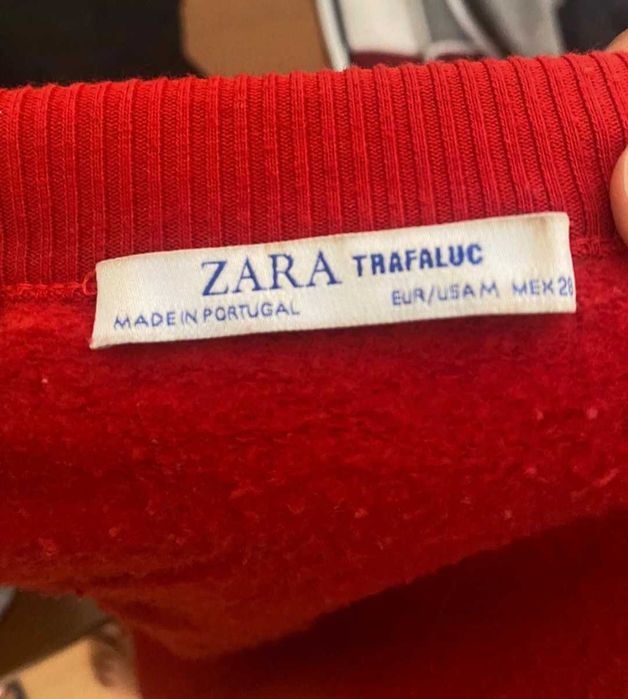 ZARA TRAFALUC
MADE IN PORTUGAL EUR/USA M MEX 28